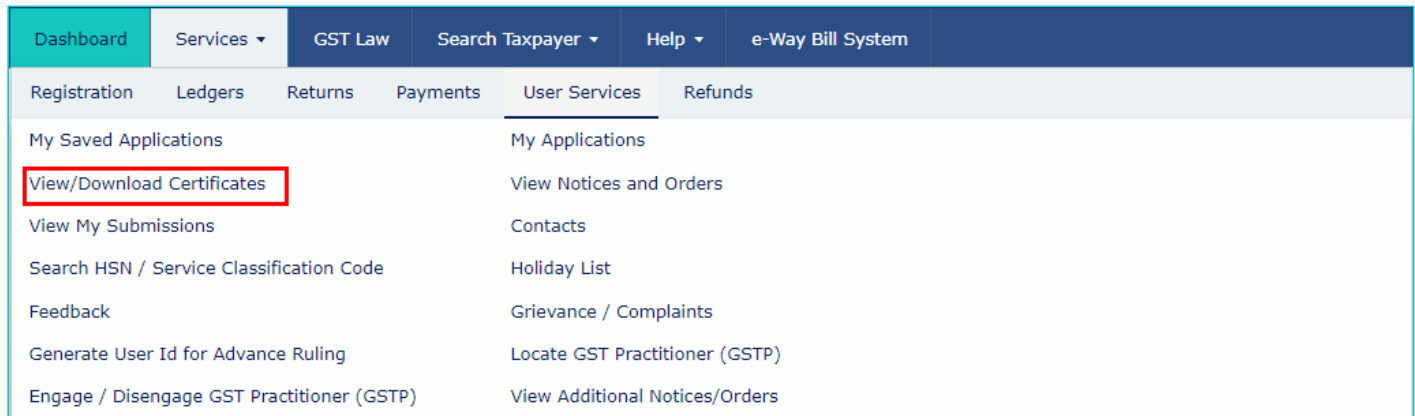 Dashboard Services GST Law Search Taxpayer Help e-Way Bill System
Registration Ledgers Returns Payments User Services Refunds
My Saved Applications My Applications
View/Download Certificates View Notices and Orders
View My Submissions Contacts
Search HSN / Service Classification Code Holiday List
Feedback Grievance / Complaints
Generate User Id for Advance Ruling Locate GST Practitioner (GSTP)
Engage / Disengage GST Practitioner (GSTP) View Additional Notices/Orders